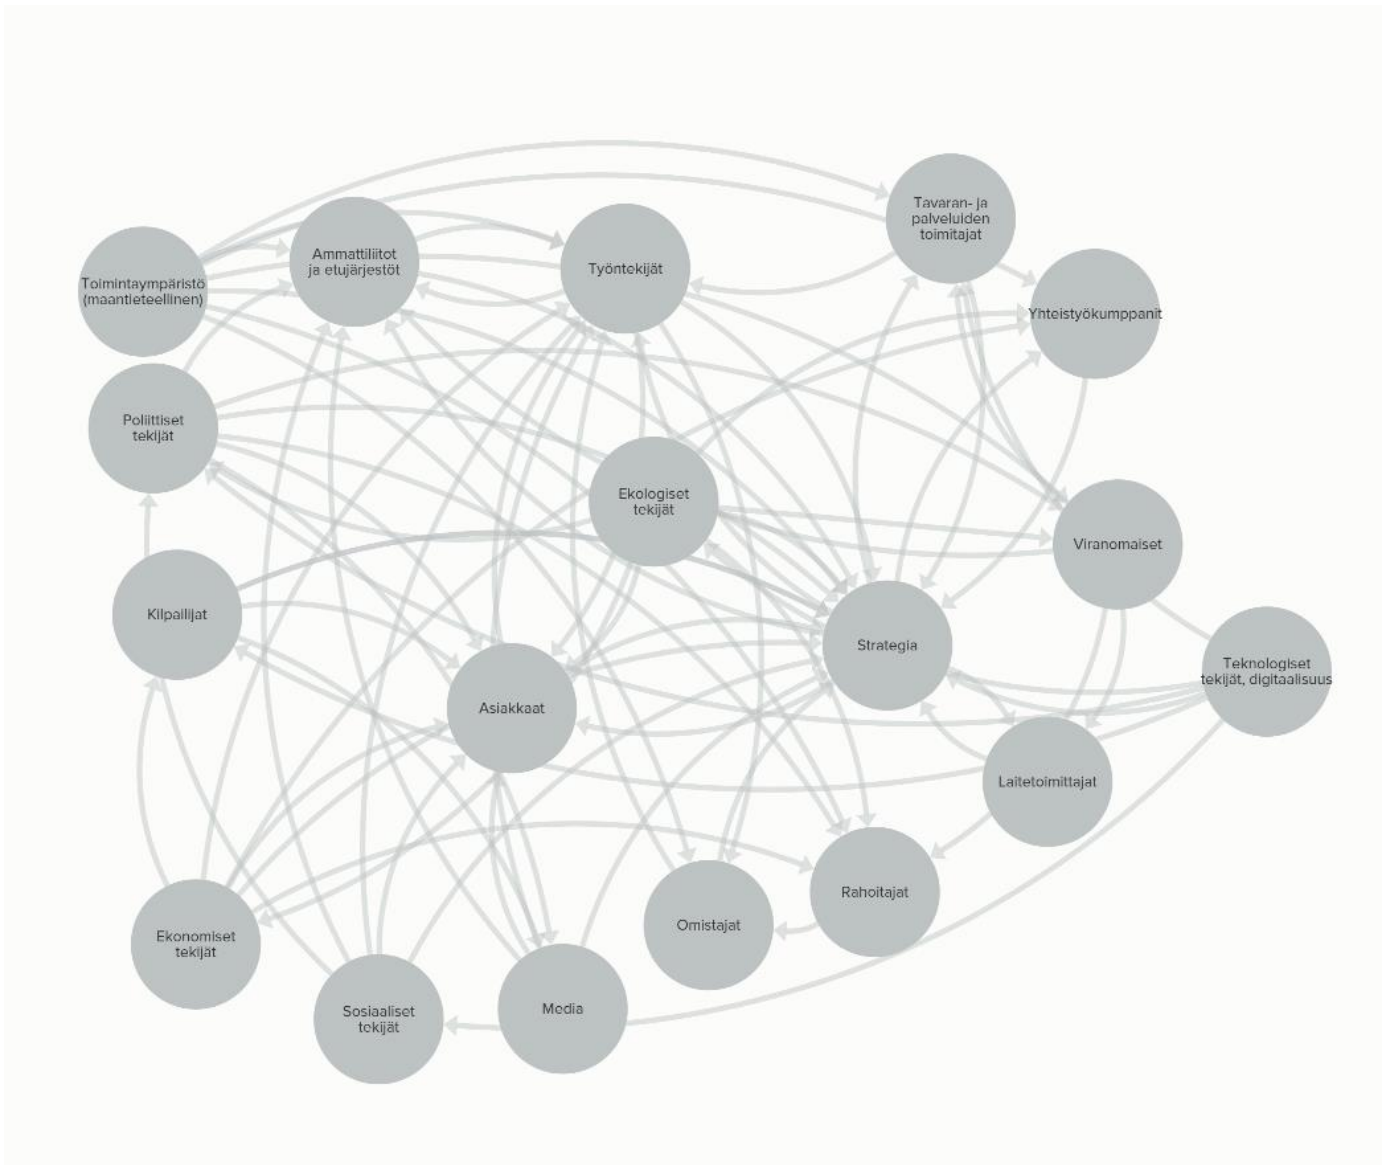 Tavaran- ja
palveluiden
toimitajat
Ammattiliitot
ja etujärjestöt
Työntekijät
Toimintaympäristö
(maantieteellinen)
Yhteistyökumppanit
Poliittiset
tekijät
Ekologiset
tekijät
Viranomaiset
Kilpailijat
Strategia
Teknologiset
tekijät, digitaalisuus
Asiakkaat
Laitetoimittajat
Rahoitajat
Omistajat
Ekonomiset
tekijät
Media
Sosiaaliset
tekijät